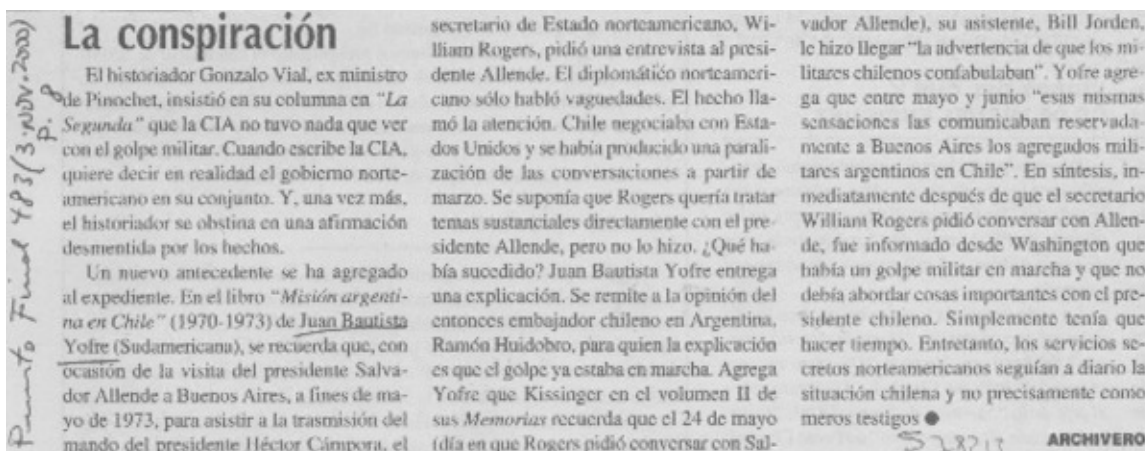 La conspiración
El historiador Gonzalo Vial, ex ministro
de Pinochet, insistió en su columna en "La
Segunda" que la CIA no tuvo nada que ver
con el golpe militar. Cuando escribe la CIA,
quiere decir en realidad el gobierno norte-
americano en su conjunto. Y, una vez más,
el historiador se obstina en una afirmación
desmentida por los hechos.
Un nuevo antecedente se ha agregado
al expediente. En el libro "Misión argenti-
na en Chile" (1970-1973) de Juan Bautista
Yofre (Sudamericana), se recuerda que, con
ocasión de la visita del presidente Salva-
dor Allende a Buenos Aires, a fines de ma-
yo de 1973, para asistir a la trasmisión del
mando del presidente Héctor Cámpora, el
secretario de Estado norteamericano, Wi-
lliam Rogers, pidió una entrevista al presi-
dente Allende. El diplomático norteameri-
cano sólo habló vaguedades. El hecho lla-
mó la atención. Chile negociaba con Esta-
dos Unidos y se había producido una parali-
zación de las conversaciones a partir de
marzo. Se suponía que Rogers quería tratar
temas sustanciales directamente con el pre-
sidente Allende, pero no lo hizo. ¿Qué ha-
bía sucedido? Juan Bautista Yofre entrega
una explicación. Se remite a la opinión del
entonces embajador chileno en Argentina,
Ramón Huidobro, para quien la explicación
es que el golpe ya estaba en marcha. Agrega
Yofre que Kissinger en el volumen II de
sus Memorias recuerda que el 24 de mayo
(día en que Rogers pidió conversar con Sal-
vador Allende), su asistente, Bill Jorden,
le hizo llegar "la advertencia de que los mi-
litares chilenos confabulaban". Yofre agre-
ga que entre mayo y junio "esas mismas
sensaciones las comunicaban reservada-
mente a Buenos Aires los agregados mili-
tares argentinos en Chile". En síntesis, in-
mediatamente después de que el secretario
William Rogers pidió conversar con Allen-
de, fue informado desde Washington que
había un golpe militar en marcha y que no
debía abordar cosas importantes con el pre-
sidente chileno. Simplemente tenía que
hacer tiempo. Entretanto, los servicios se-
cretos norteamericanos seguían a diario la
situación chilena y no precisamente como
meros testigos ●
ARCHIVERO
Punto Final 483 (3.NOV.2000)
P. 8